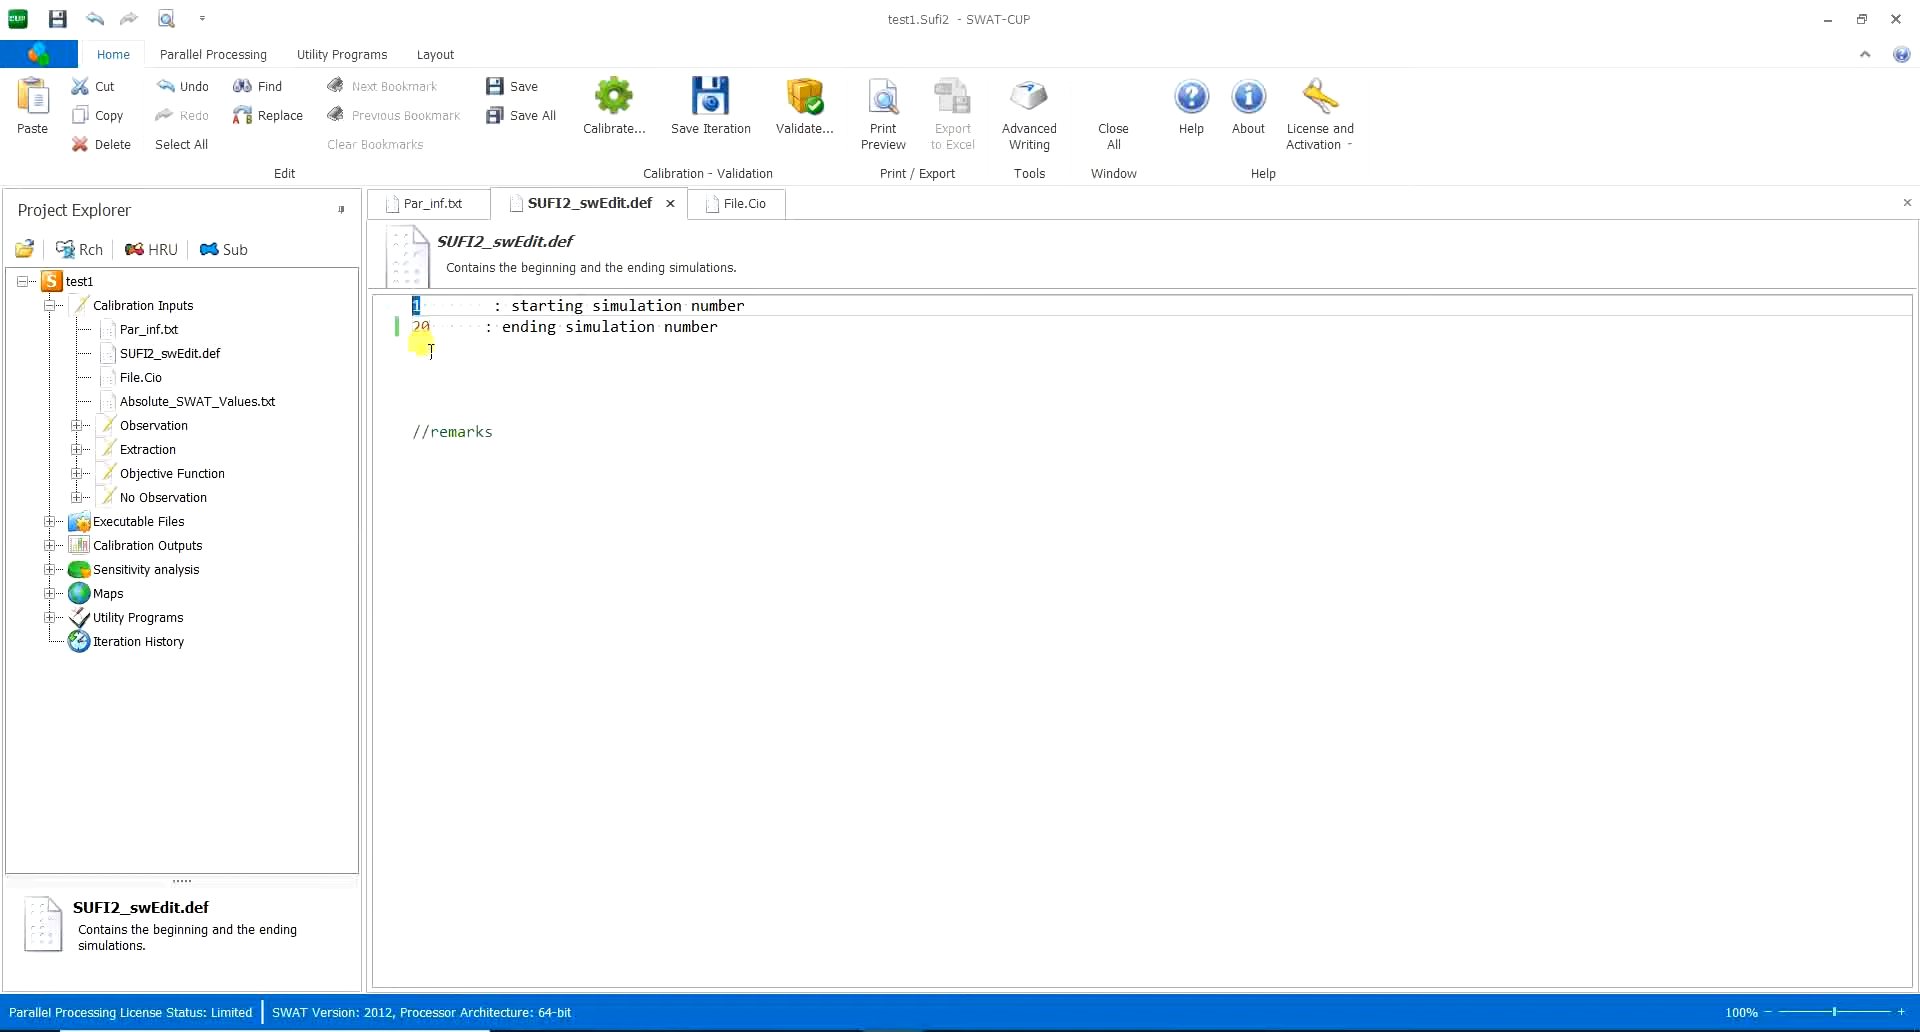 CUP
test1.Sufi2 - SWAT-CUP
Home Parallel Processing Utility Programs Layout
Paste
Cut
Copy
Delete
Undo
Redo
Select All
Find
Replace
Next Bookmark
Previous Bookmark
Clear Bookmarks
Save
Save All
Edit
Calibrate...
Save Iteration
Validate...
Calibration - Validation
Print Preview
Export to Excel
Print / Export
Advanced Writing
Tools
Close All
Window
Help
About
License and Activation
Help
Project Explorer
Rch HRU Sub
test1
Calibration Inputs
Par_inf.txt
SUFI2_swEdit.def
File.Cio
Absolute_SWAT_Values.txt
Observation
Extraction
Objective Function
No Observation
Executable Files
Calibration Outputs
Sensitivity analysis
Maps
Utility Programs
Iteration History
SUFI2_swEdit.def
Contains the beginning and the ending
simulations.
Par_inf.txt SUFI2_swEdit.def File.Cio
SUFI2_swEdit.def
Contains the beginning and the ending simulations.
1 : starting simulation number
20 : ending simulation number
//remarks
Parallel Processing License Status: Limited SWAT Version: 2012, Processor Architecture: 64-bit 100%